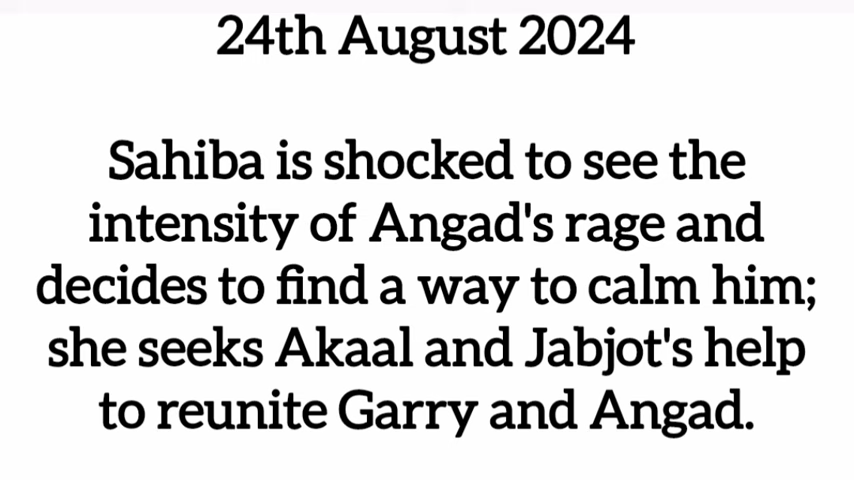 24th August 2024
Sahiba is shocked to see the
intensity of Angad's rage and
decides to find a way to calm him;
she seeks Akaal and Jabjot's help
to reunite Garry and Angad.